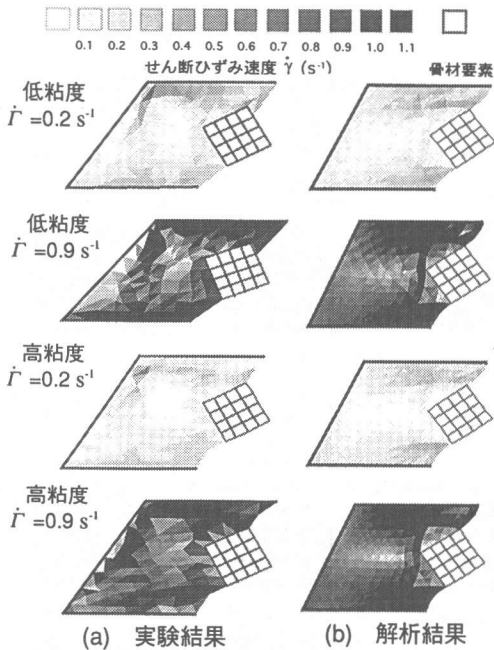 0.1 0.2 0.3 0.4 0.5 0.6 0.7 0.8 0.9 1.0 1.1
せん断ひずみ速度 γ̇ (s⁻¹) 骨材要素
低粘度
Γ̇ =0.2 s⁻¹
低粘度
Γ̇ =0.9 s⁻¹
高粘度
Γ̇ =0.2 s⁻¹
高粘度
Γ̇ =0.9 s⁻¹
(a) 実験結果 (b) 解析結果